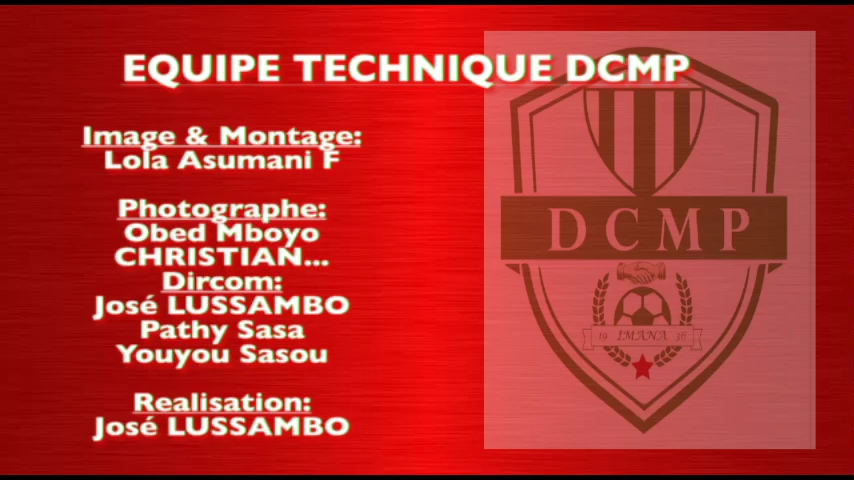 EQUIPE TECHNIQUE DCMP
Image & Montage:
Lola Asumani F
Photographe:
Obed Mboyo
CHRISTIAN...
Dircom:
José LUSSAMBO
Pathy Sasa
Youyou Sasou
Realisation:
José LUSSAMBO
DCMP
19 IMANA 36